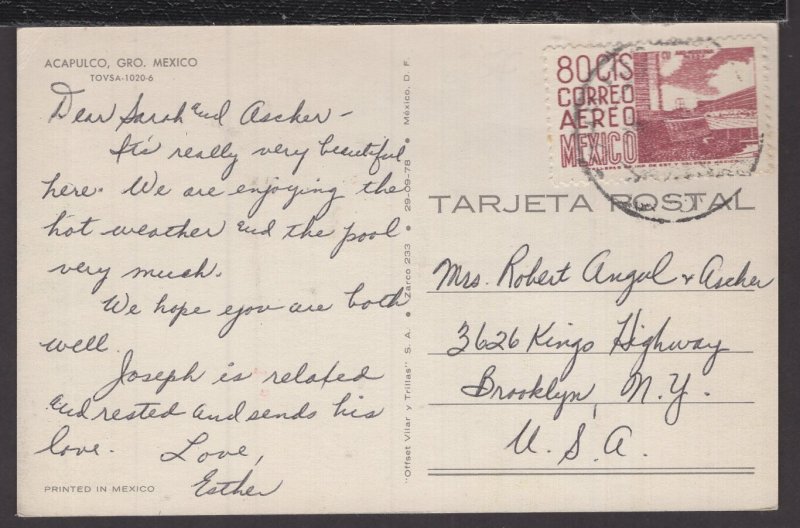 ACAPULCO, GRO. MEXICO
TOVSA-1020-6
Dear Sarah and Ascher -
It's really very beautiful
here. We are enjoying the
hot weather and the pool
very much.
We hope you are both
well.
Joseph is related
and rested and sends his
love. Love,
Esther
PRINTED IN MEXICO
"Offset Vilar y Trillas" S. A. • Zarco 233 • 29-09-78 • México, D. F.
80 CTS
CORREO
AEREO
MEXICO
TARJETA POSTAL
Mrs. Robert Angel & Ascher
3626 Kings Highway
Brooklyn, N.Y.
U.S.A.